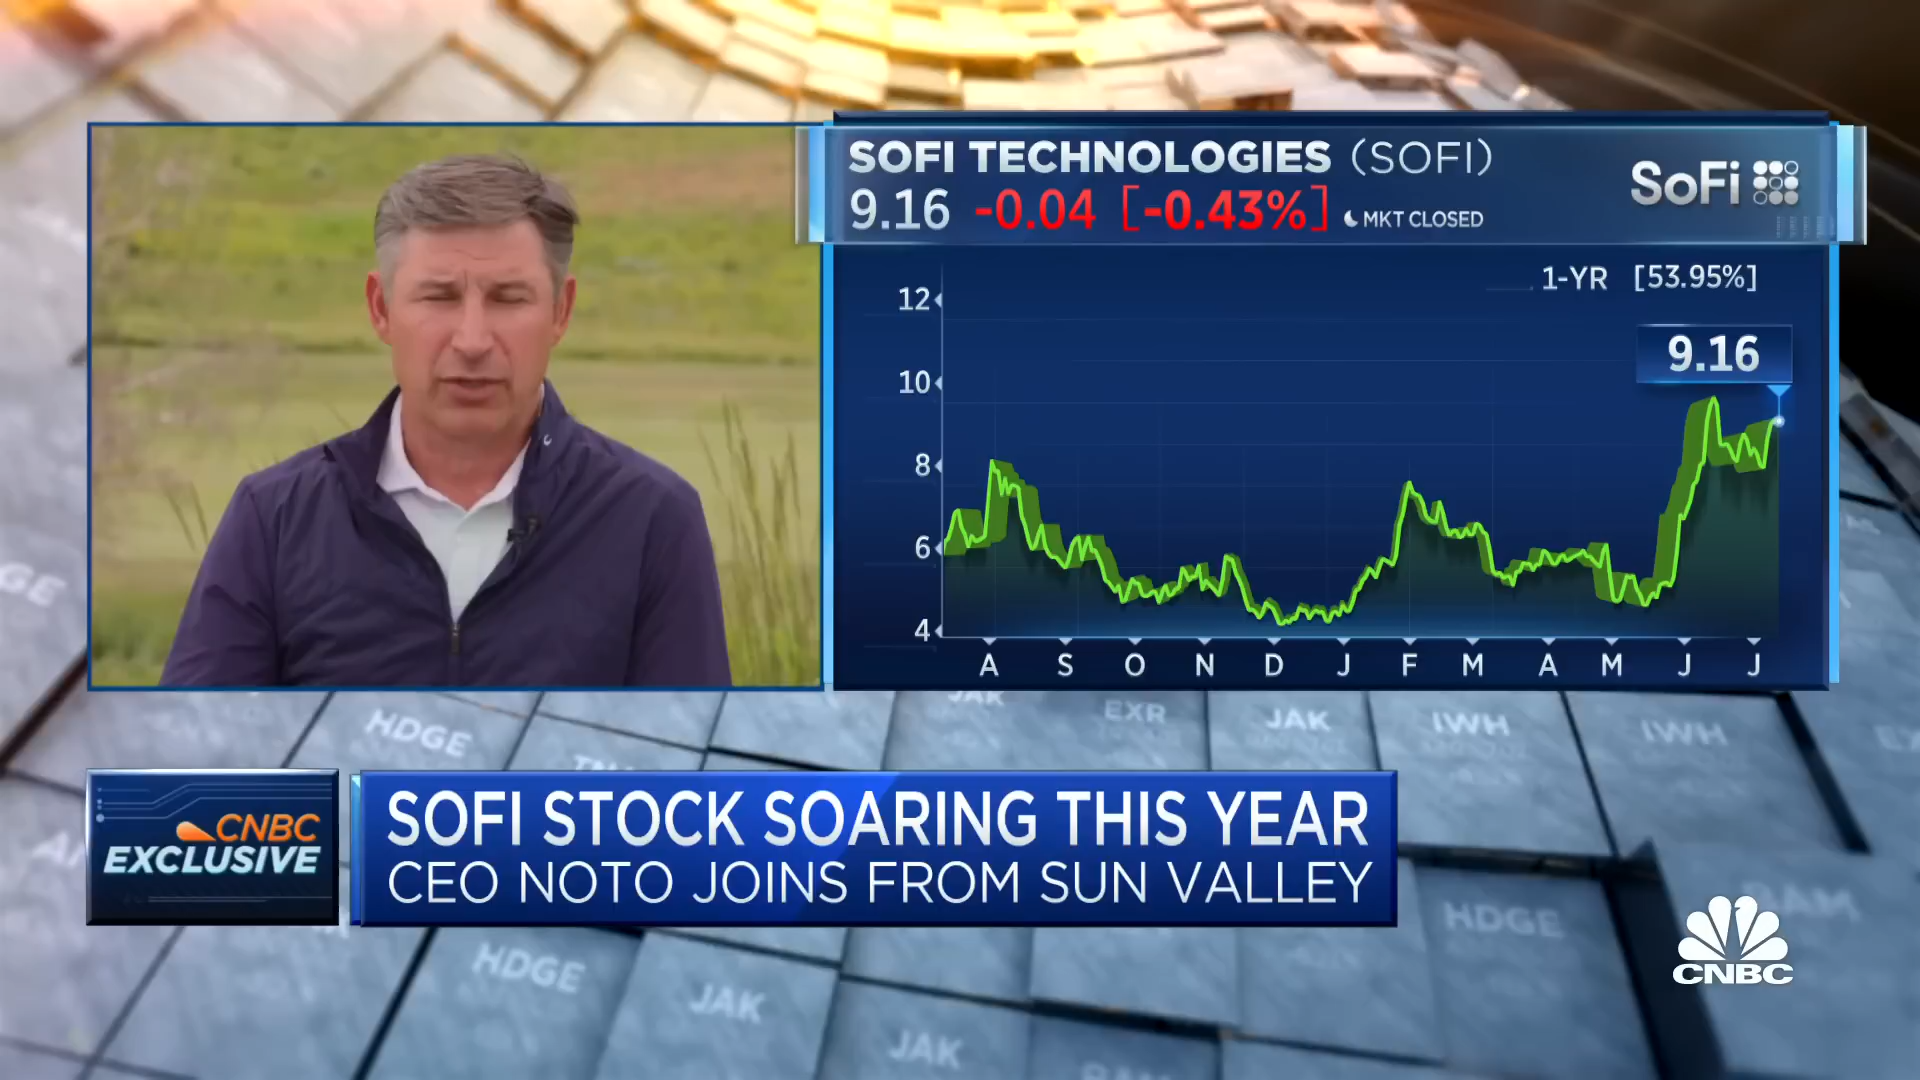 SOFI TECHNOLOGIES (SOFI)
9.16 -0.04 [-0.43%] MKT CLOSED
SoFi
1-YR [53.95%]
9.16
12
10
8
6
4
A S O N D J F M A M J J
CNBC
EXCLUSIVE
SOFI STOCK SOARING THIS YEAR
CEO NOTO JOINS FROM SUN VALLEY
CNBC
HDGE
JAK
EXR
JAK
IWH
IWH
HDGE
HDGE
JAK
JAK